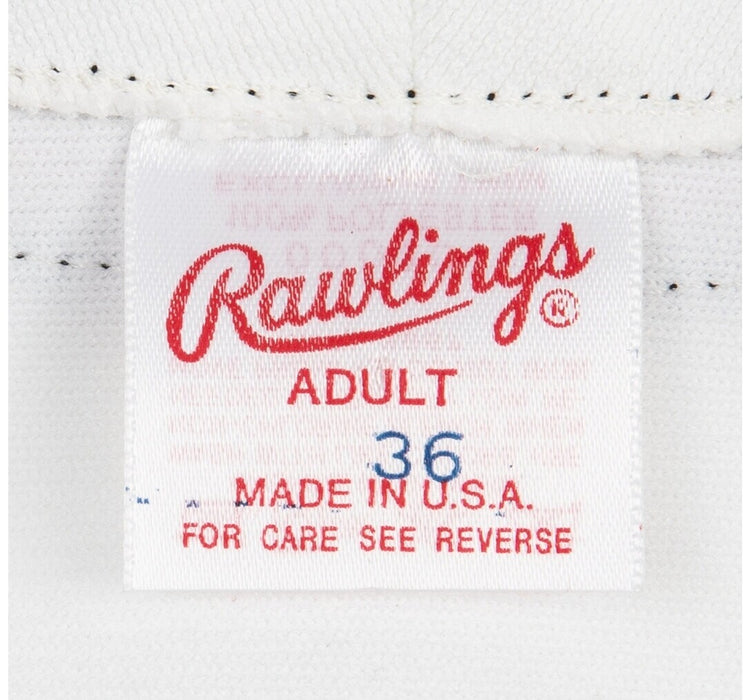 Rawlings®
ADULT
36
MADE IN U.S.A.
FOR CARE SEE REVERSE